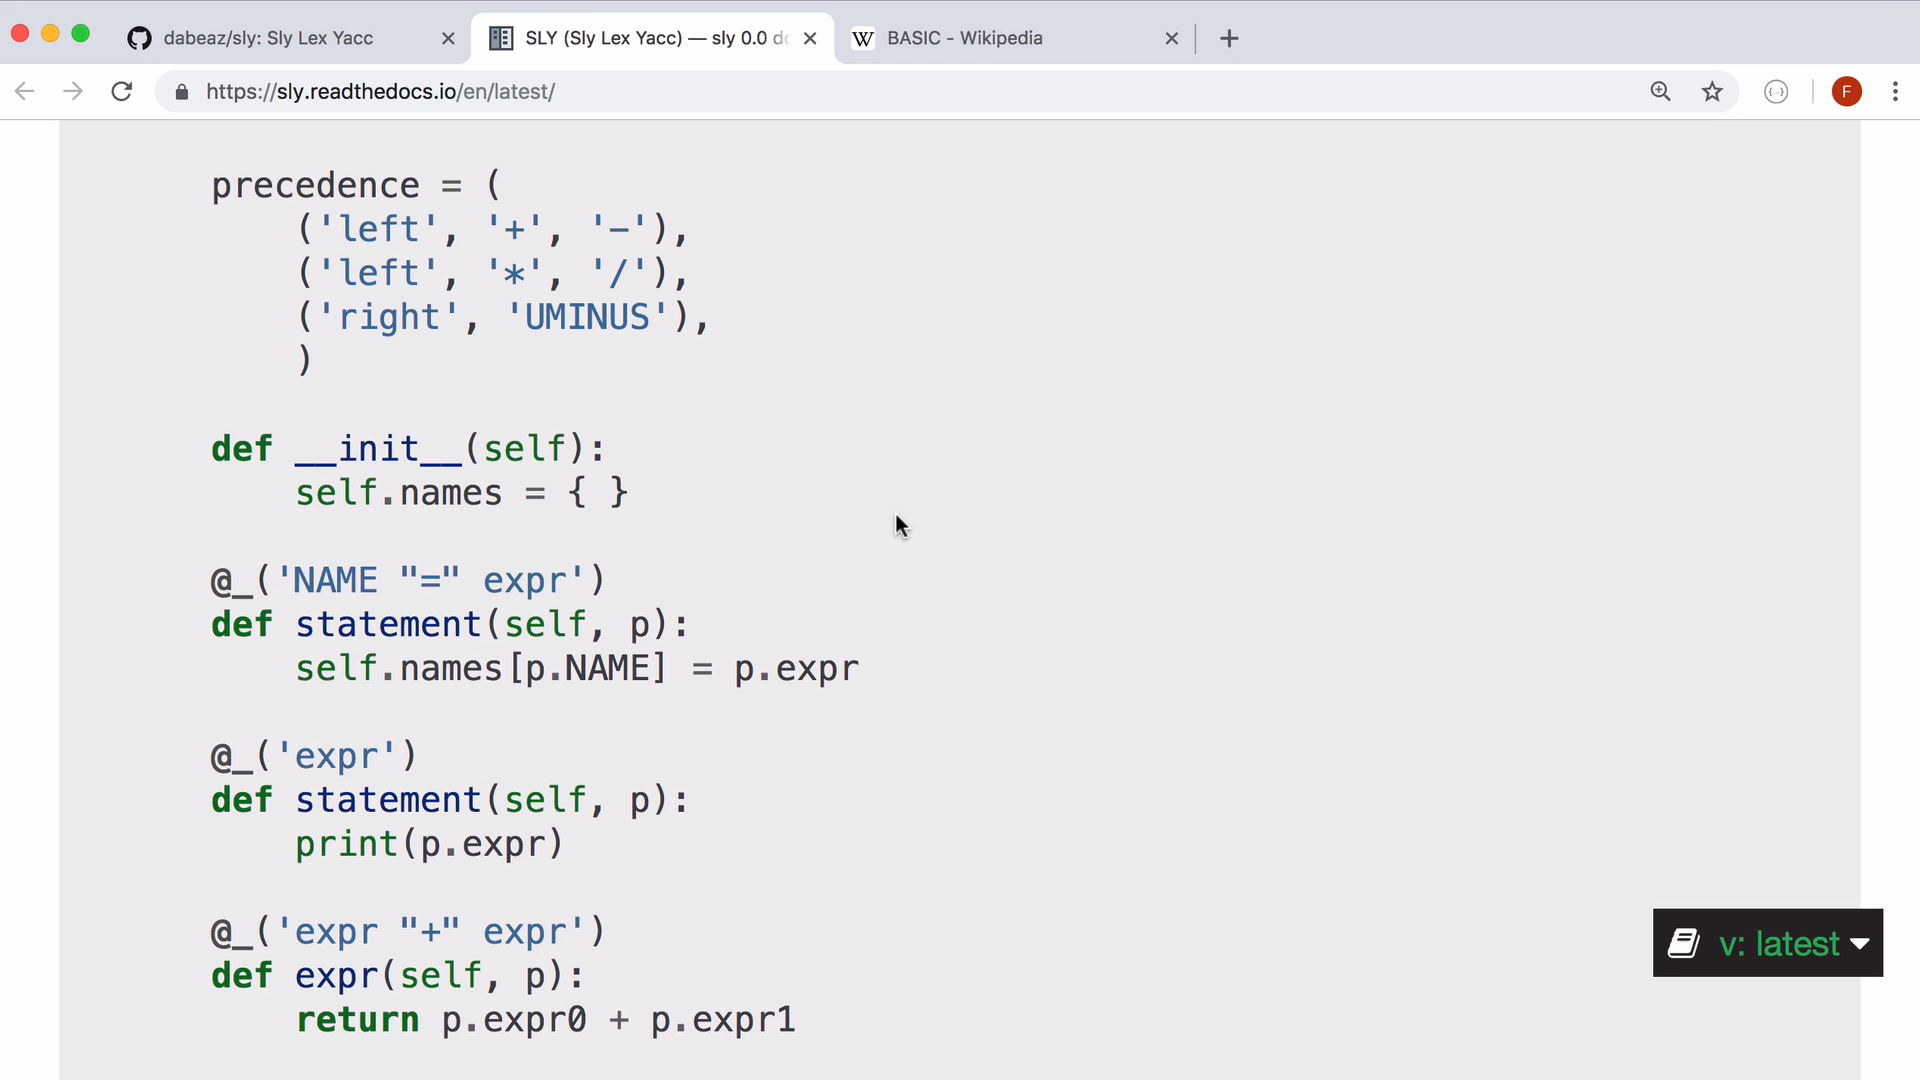 dabeaz/sly: Sly Lex Yacc
SLY (Sly Lex Yacc) — sly 0.0 do
W BASIC - Wikipedia
https://sly.readthedocs.io/en/latest/
F
precedence = (
('left', '+', '-'),
('left', '*', '/'),
('right', 'UMINUS'),
)
def __init__(self):
self.names = { }
@_('NAME "=" expr')
def statement(self, p):
self.names[p.NAME] = p.expr
@_('expr')
def statement(self, p):
print(p.expr)
@_('expr "+" expr')
def expr(self, p):
return p.expr0 + p.expr1
v: latest